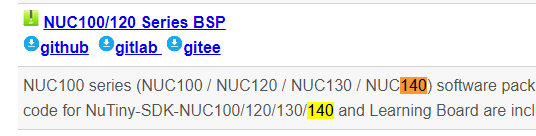 NUC100/120 Series BSP
github gitlab gitee
NUC100 series (NUC100 / NUC120 / NUC130 / NUC140) software pack
code for NuTiny-SDK-NUC100/120/130/140 and Learning Board are incl